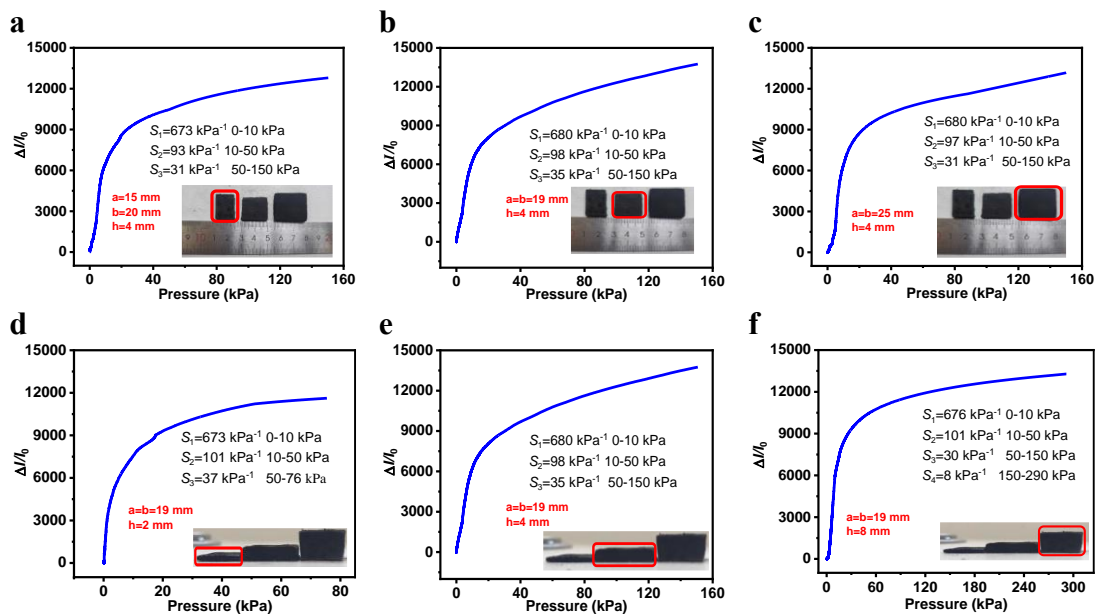 a
15000
12000
9000
6000
3000
0
ΔI/I0
S1=673 kPa-1 0-10 kPa
S2=93 kPa-1 10-50 kPa
S3=31 kPa-1 50-150 kPa
a=15 mm
b=20 mm
h=4 mm
0 40 80 120 160
Pressure (kPa)
b
15000
12000
9000
6000
3000
0
ΔI/I0
S1=680 kPa-1 0-10 kPa
S2=98 kPa-1 10-50 kPa
S3=35 kPa-1 50-150 kPa
a=b=19 mm
h=4 mm
0 40 80 120 160
Pressure (kPa)
c
15000
12000
9000
6000
3000
0
ΔI/I0
S1=680 kPa-1 0-10 kPa
S2=97 kPa-1 10-50 kPa
S3=31 kPa-1 50-150 kPa
a=b=25 mm
h=4 mm
0 40 80 120 160
Pressure (kPa)
d
15000
12000
9000
6000
3000
0
ΔI/I0
S1=673 kPa-1 0-10 kPa
S2=101 kPa-1 10-50 kPa
S3=37 kPa-1 50-76 kPa
a=b=19 mm
h=2 mm
0 20 40 60 80
Pressure (kPa)
e
15000
12000
9000
6000
3000
0
ΔI/I0
S1=680 kPa-1 0-10 kPa
S2=98 kPa-1 10-50 kPa
S3=35 kPa-1 50-150 kPa
a=b=19 mm
h=4 mm
0 40 80 120 160
Pressure (kPa)
f
15000
12000
9000
6000
3000
0
ΔI/I0
S1=676 kPa-1 0-10 kPa
S2=101 kPa-1 10-50 kPa
S3=30 kPa-1 50-150 kPa
S4=8 kPa-1 150-290 kPa
a=b=19 mm
h=8 mm
0 60 120 180 240 300
Pressure (kPa)